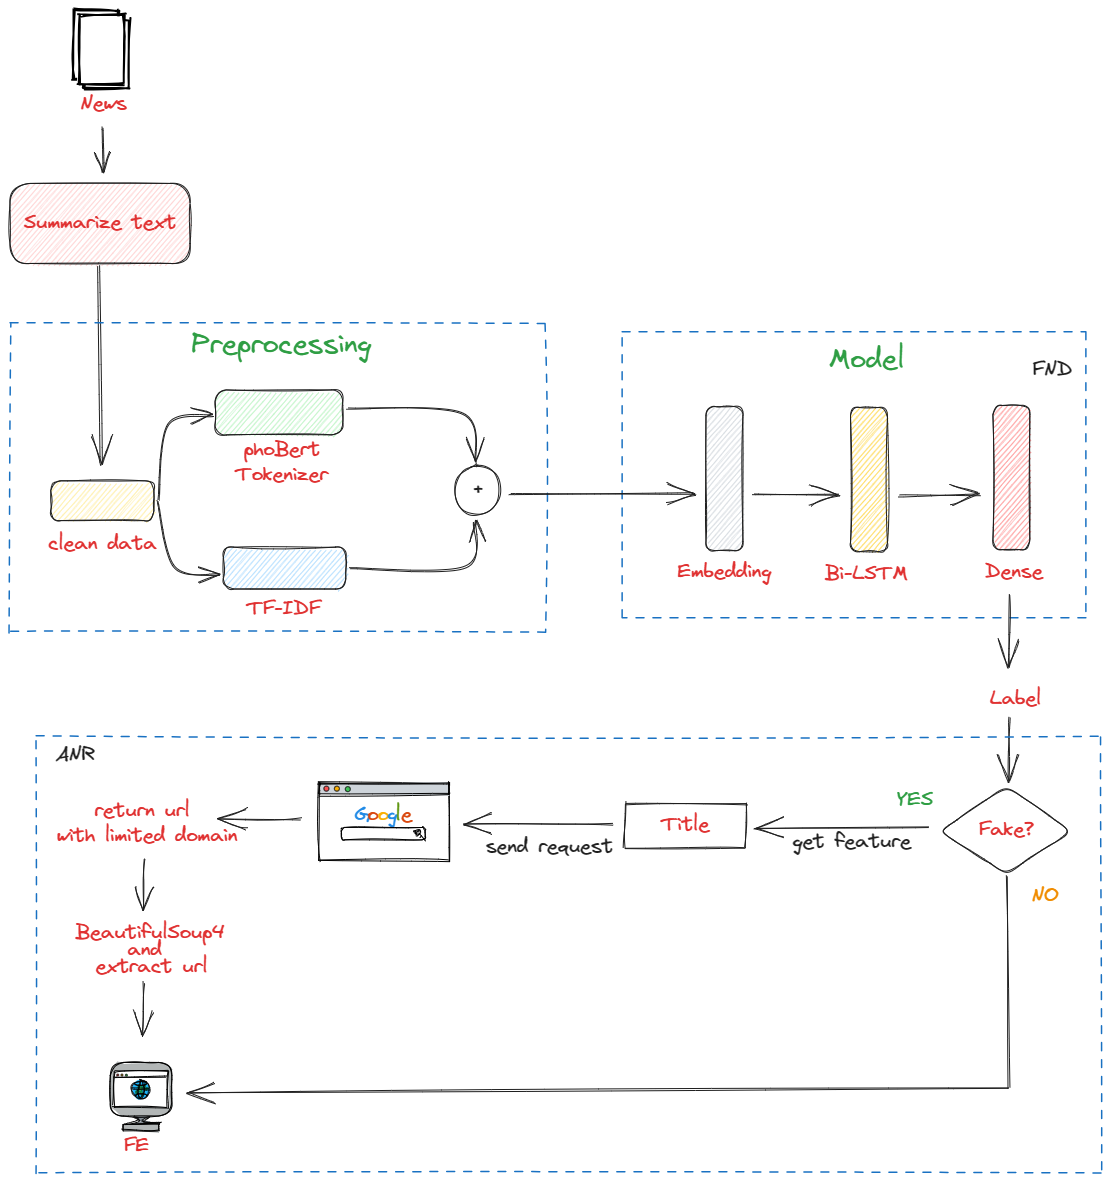 News
Summarize text
Preprocessing
phoBert
Tokenizer
+
clean data
TF-IDF
Model
FND
Embedding
Bi-LSTM
Dense
Label
ANR
Fake?
YES
NO
get feature
Title
send request
Google
return url
with limited domain
BeautifulSoup4
and
extract url
FE